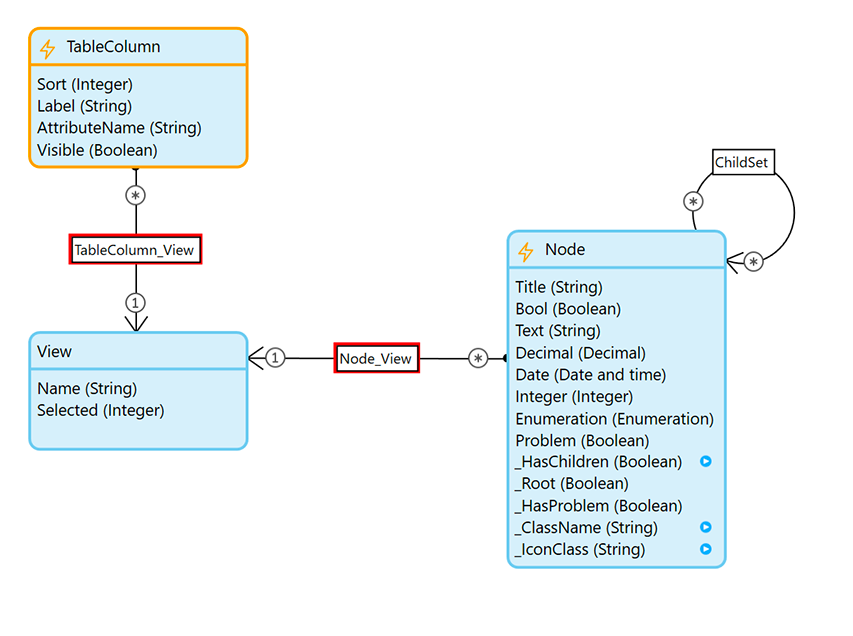 TableColumn
Sort (Integer)
Label (String)
AttributeName (String)
Visible (Boolean)
*
TableColumn_View
1
View
Name (String)
Selected (Integer)
1
Node_View
*
ChildSet
*
*
Node
Title (String)
Bool (Boolean)
Text (String)
Decimal (Decimal)
Date (Date and time)
Integer (Integer)
Enumeration (Enumeration)
Problem (Boolean)
_HasChildren (Boolean)
_Root (Boolean)
_HasProblem (Boolean)
_ClassName (String)
_IconClass (String)